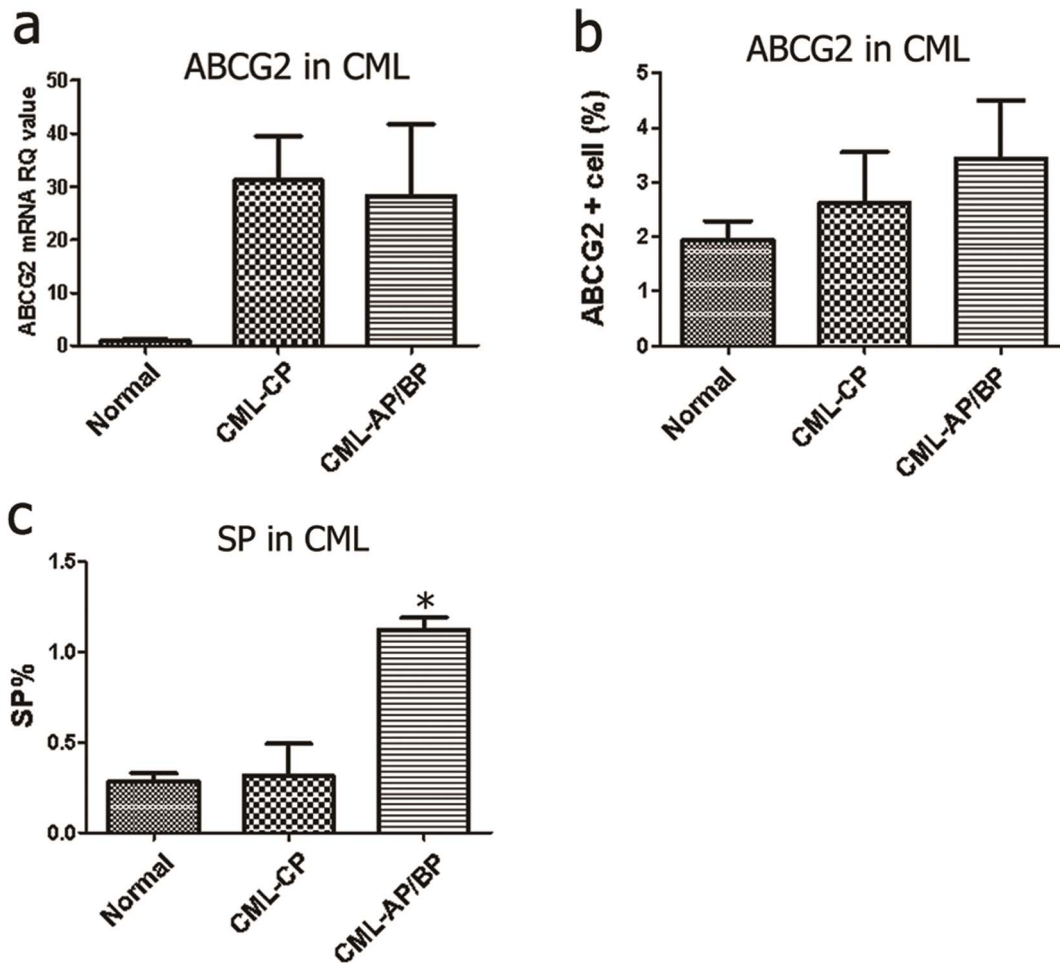 a
ABCG2 in CML
ABCG2 mRNA RQ value
50
40
30
20
10
0
Normal
CML-CP
CML-AP/BP
b
ABCG2 in CML
ABCG2 + cell (%)
5
4
3
2
1
0
Normal
CML-CP
CML-AP/BP
c
SP in CML
SP%
1.5
1.0
0.5
0.0
*
Normal
CML-CP
CML-AP/BP